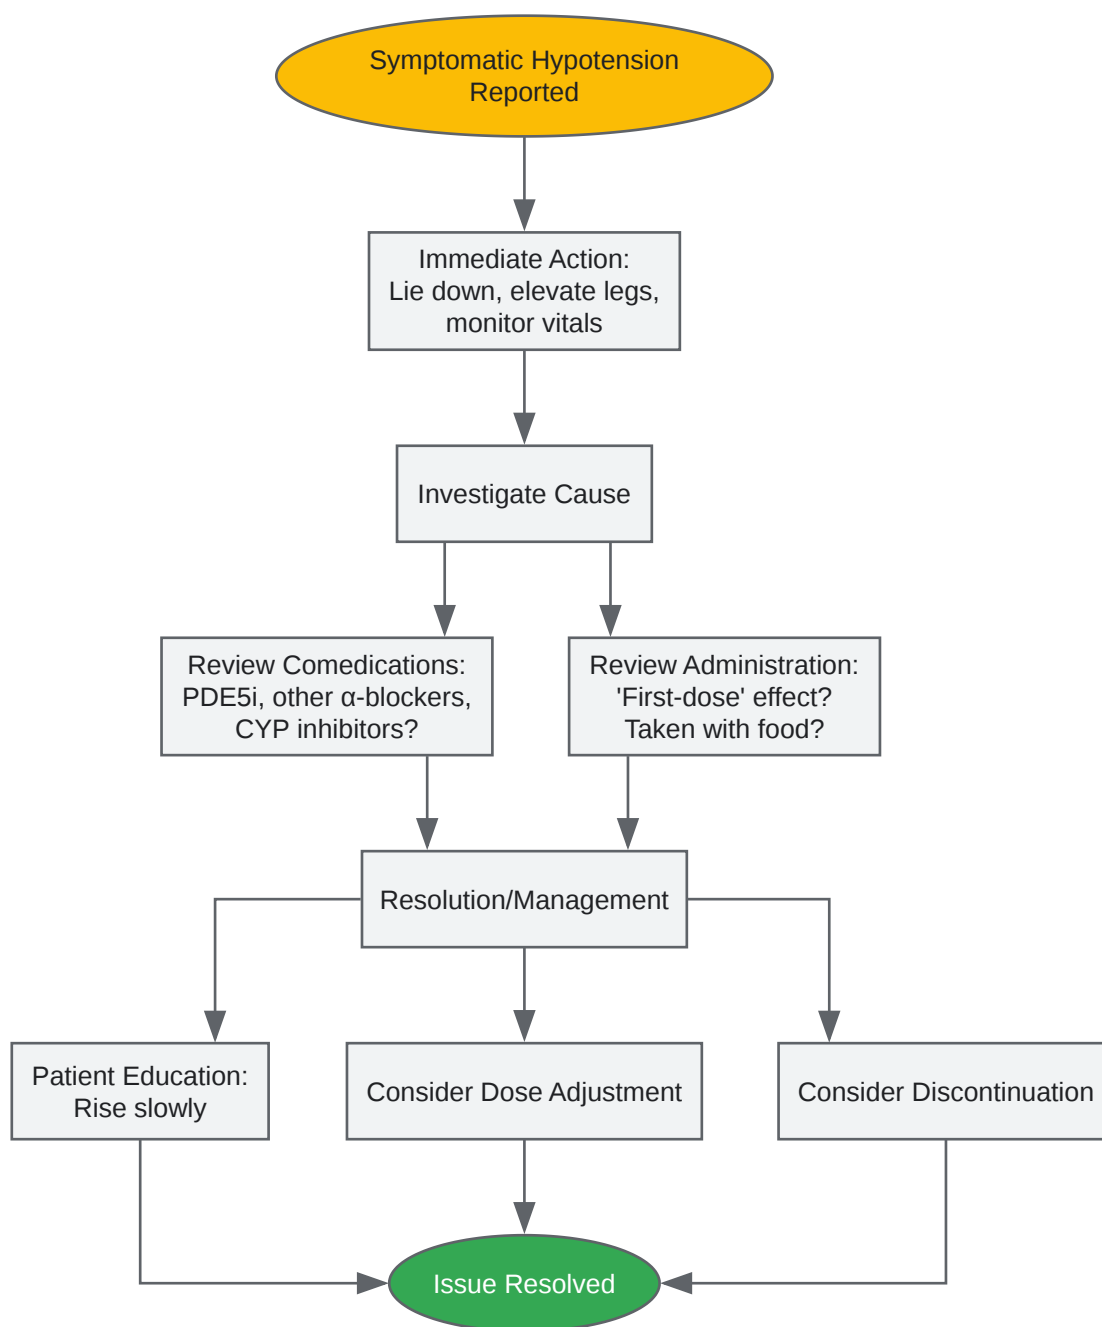 Symptomatic Hypotension
Reported
Immediate Action:
Lie down, elevate legs,
monitor vitals
Investigate Cause
Review Comedications:
PDE5i, other α-blockers,
CYP inhibitors?
Review Administration:
'First-dose' effect?
Taken with food?
Resolution/Management
Patient Education:
Rise slowly
Consider Dose Adjustment
Consider Discontinuation
Issue Resolved